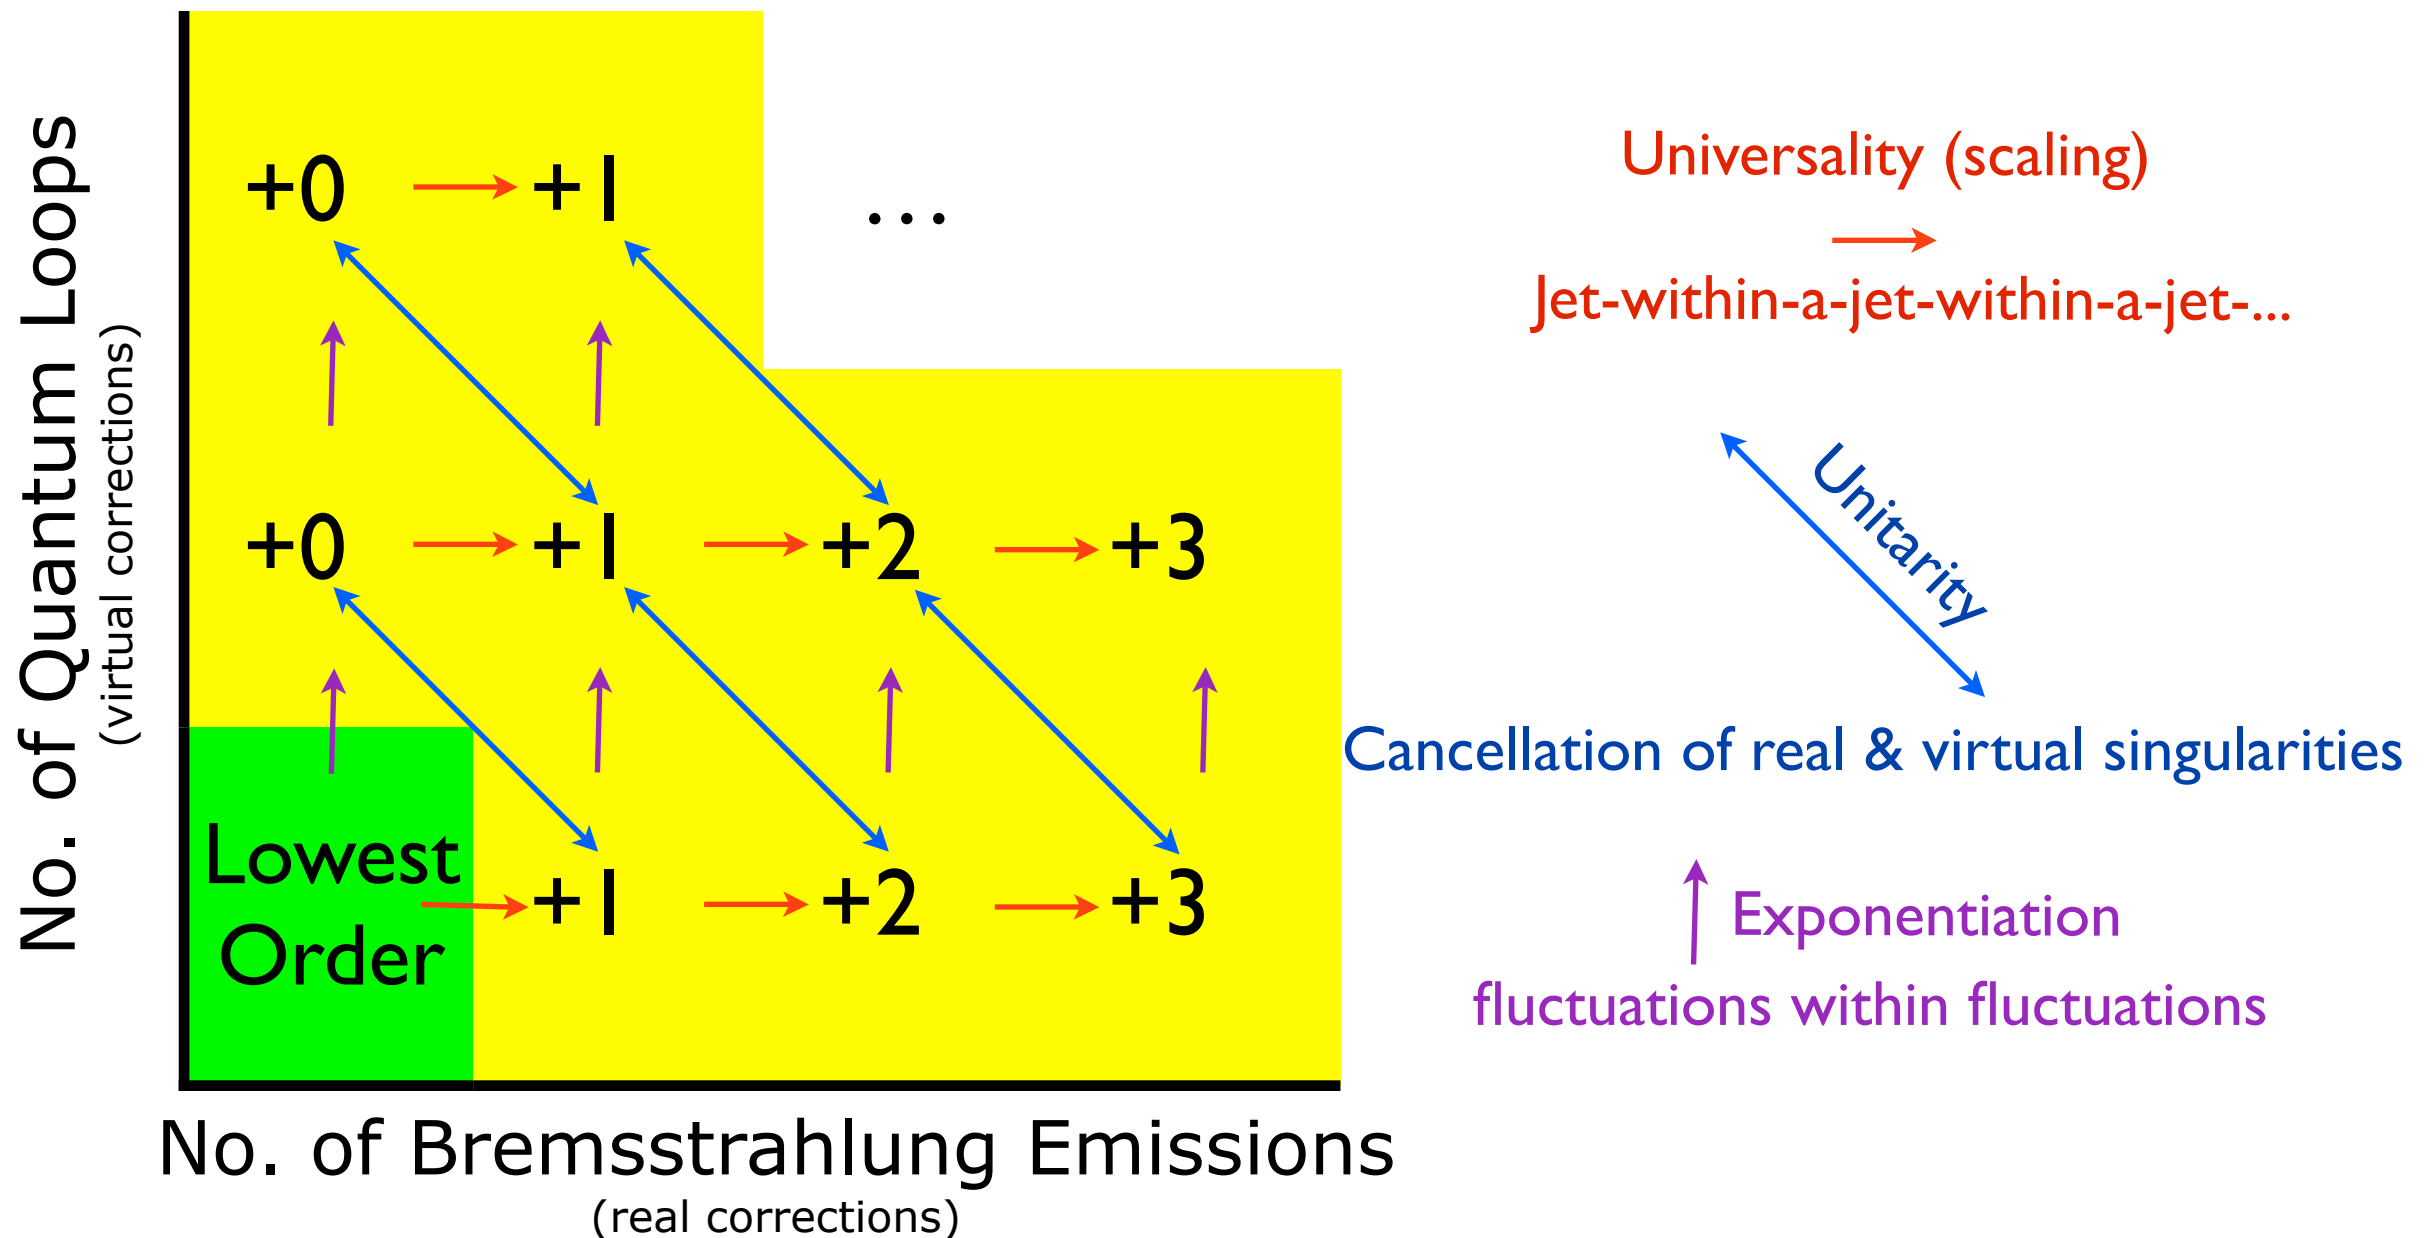 No. of Quantum Loops
(virtual corrections)
+0 +1 ...
+0 +1 +2 +3
Lowest
Order
+1 +2 +3
No. of Bremsstrahlung Emissions
(real corrections)
Universality (scaling)
Jet-within-a-jet-within-a-jet-...
Unitarity
Cancellation of real & virtual singularities
Exponentiation
fluctuations within fluctuations